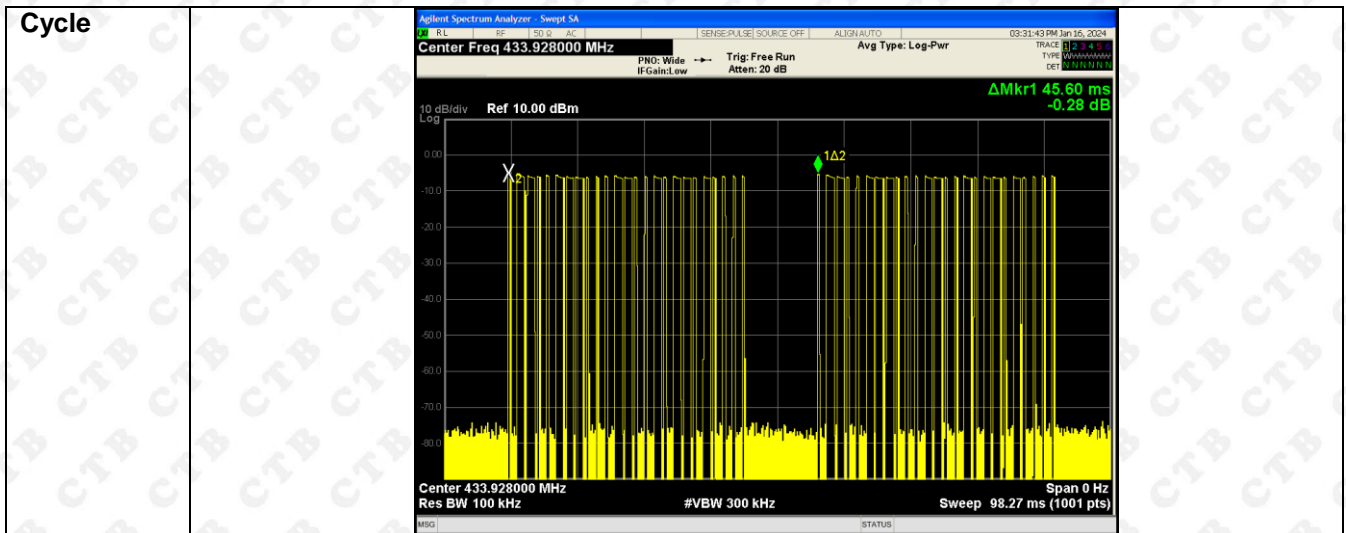 Cycle
Agilent Spectrum Analyzer - Swept SA
RL RF 50 Ω AC SENSE:PULSE SOURCE OFF ALIGNAUTO 03:31:43 PM Jan 16, 2024
Center Freq 433.928000 MHz Avg Type: Log-Pwr TRACE 1 2 3 4 5 6
PNO: Wide Trig: Free Run TYPE
IFGain:Low Atten: 20 dB DET N N N N N N
ΔMkr1 45.60 ms
10 dB/div Ref 10.00 dBm -0.28 dB
Log
0.00
1Δ2
X2
-10.0
-20.0
-30.0
-40.0
-50.0
-60.0
-70.0
-80.0
Center 433.928000 MHz Span 0 Hz
Res BW 100 kHz #VBW 300 kHz Sweep 98.27 ms (1001 pts)
MSG STATUS
CTB